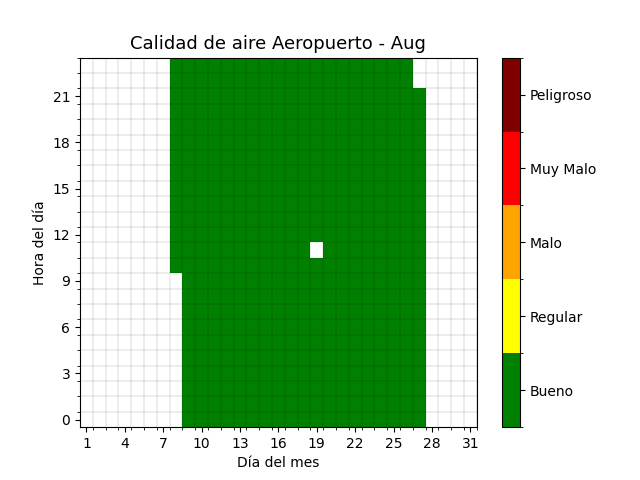 Calidad de aire Aeropuerto - Aug
Hora del día
21
18
15
12
9
6
3
0
1 4 7 10 13 16 19 22 25 28 31
Día del mes
Peligroso
Muy Malo
Malo
Regular
Bueno